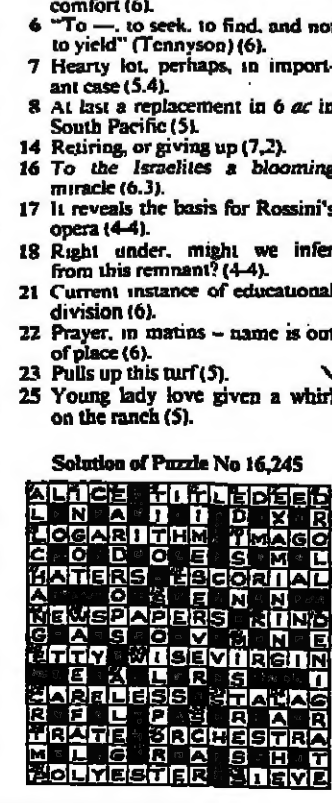 comfort (6).
6 "To —, to seek, to find, and not
to yield" (Tennyson) (6).
7 Hearty lot, perhaps, in import-
ant case (5.4).
8 At last a replacement in 6 ac in
South Pacific (5).
14 Retiring, or giving up (7,2).
16 To the Israelites a blooming
miracle (6.3).
17 It reveals the basis for Rossini's
opera (4-4).
18 Right under, might we infer
from this remnant? (4-4).
21 Current instance of educational
division (6).
22 Prayer, in matins – name is out
of place (6).
23 Pulls up this turf (5).
25 Young lady love given a whirl
on the ranch (5).
Solution of Puzzle No 16,245
ALICE TITLEDEED
L N A I I D X R
LOGARITHM IMAGO
C O D O E S M L
HATERS ESCORIAL
A O S E N N
NEWSPAPERS RIND
G A S O V S N E
ETTY WISEVIRGIN
E A L R S I
CARELESS STALAG
R F L P S R A R
IRATE ORCHESTRA
M L G R A S H T
POLYESTER SIEVE